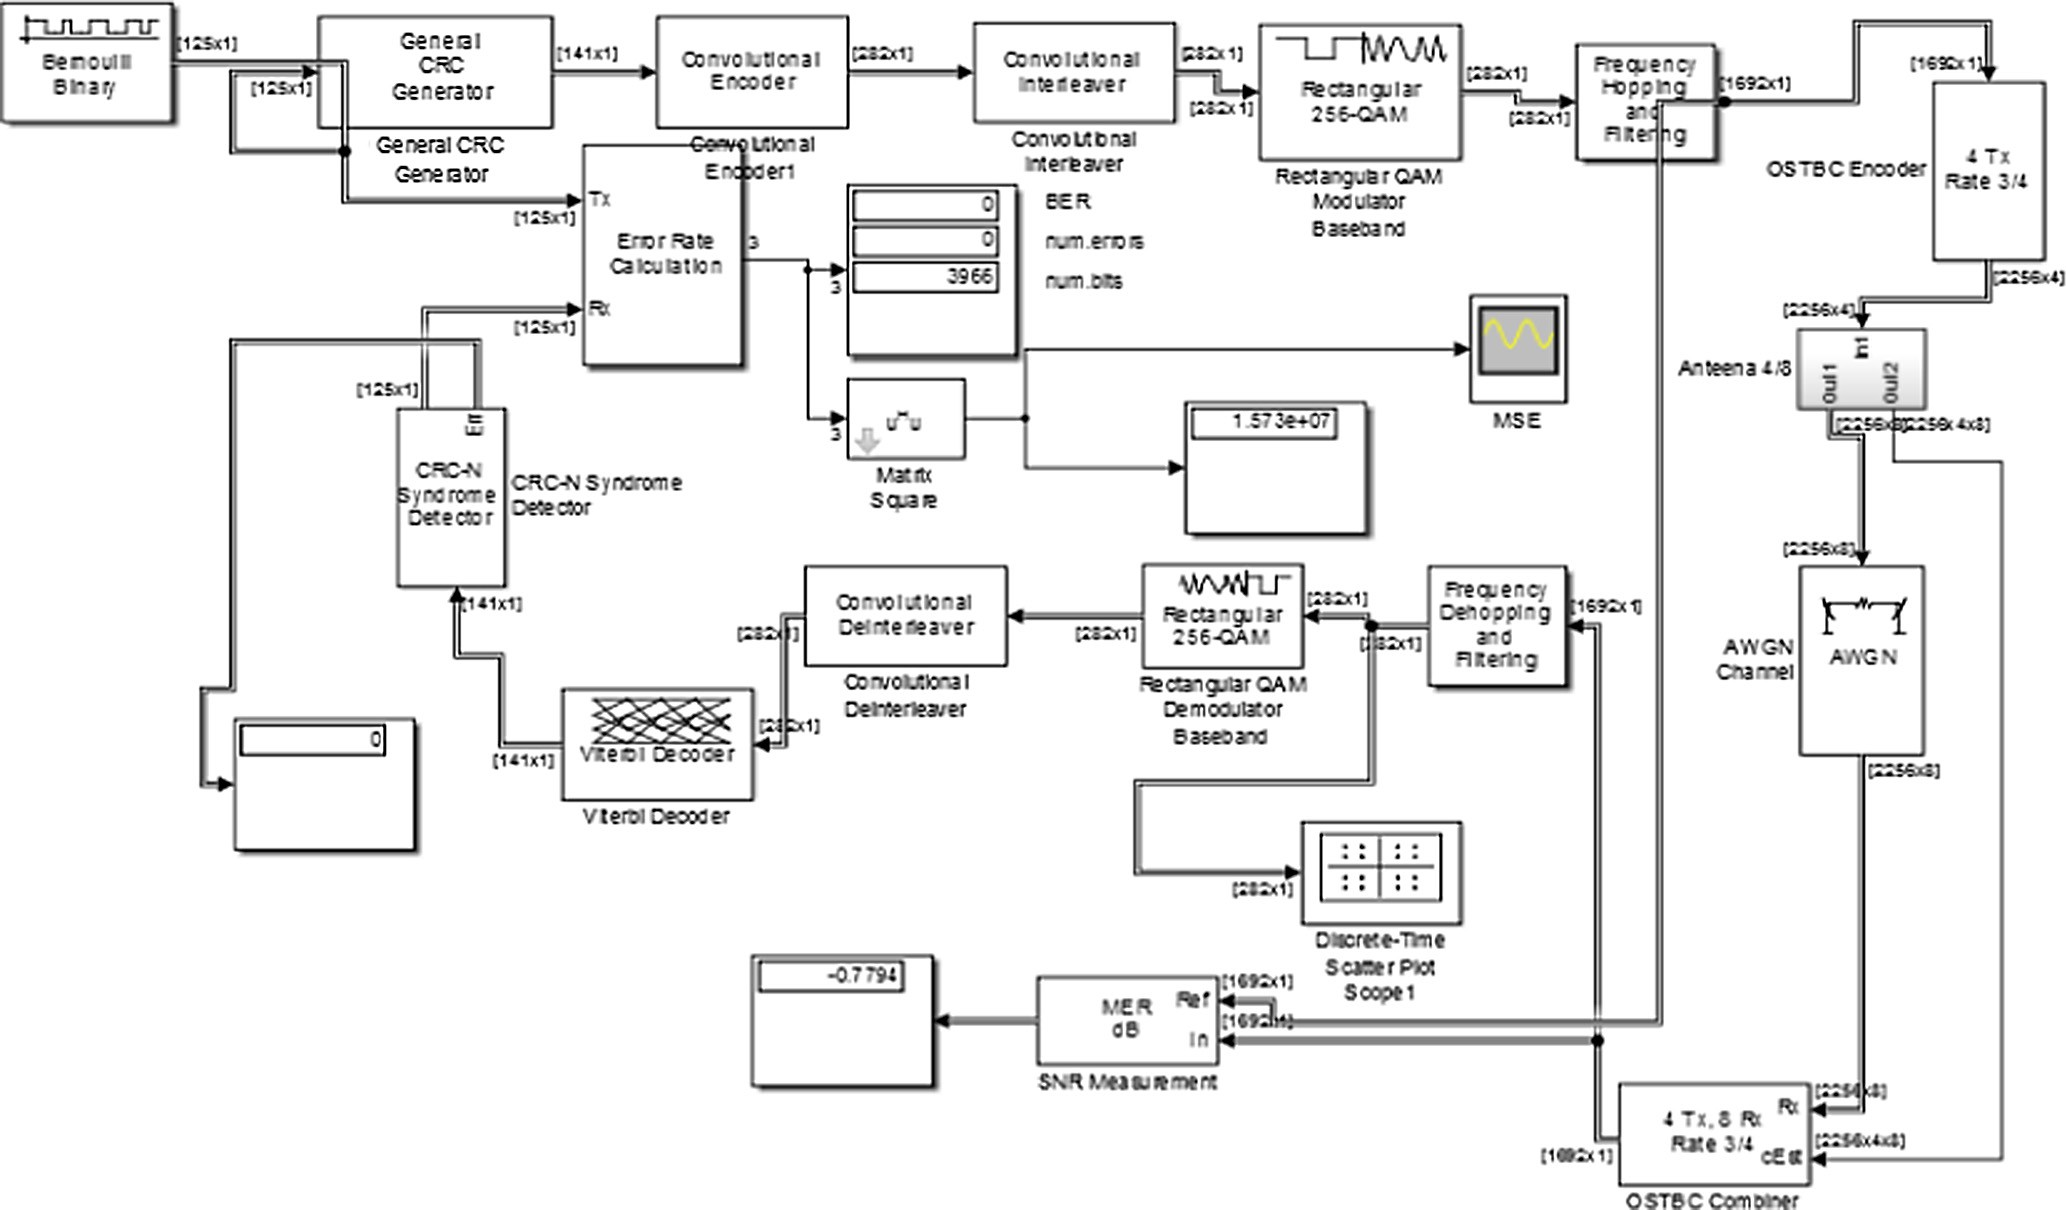 Bernoulli
Binary
[125x1]
[125x1]
General
CRC
Generator
General CRC
Generator
[141x1]
Convolutional
Encoder
Convolutional
Encoder1
[282x1]
Convolutional
Interleaver
Convolutional
Interleaver
[282x1]
[282x1]
Rectangular
256-QAM
Rectangular QAM
Modulator
Baseband
[282x1]
[282x1]
Frequency
Hopping
and
Filtering
[1692x1]
[1692x1]
OSTBC Encoder
4 Tx
Rate 3/4
[2256x4]
[2256x4]
Anteena 4/8
In1
Out1
Out2
[2256x8]
[2256x4x8]
[2256x8]
AWGN
Channel
AWGN
[2256x8]
[125x1]
Tx
Error Rate
Calculation
Rx
[125x1]
3
3
0
0
3966
BER
num.errors
num.bits
3
u**u
Matrix
Square
1.573e+07
MSE
[125x1]
Err
CRC-N
Syndrome
Detector
CRC-N Syndrome
Detector
[141x1]
[141x1]
0
Viterbi Decoder
Viterbi Decoder
[282x1]
[282x1]
Convolutional
Deinterleaver
Convolutional
Deinterleaver
[282x1]
Rectangular
256-QAM
Rectangular QAM
Demodulator
Baseband
[282x1]
[282x1]
Frequency
Dehopping
and
Filtering
[1692x1]
[282x1]
Discrete-Time
Scatter Plot
Scope1
-0.7794
MER
dB
Ref
In
[1692x1]
[1692x1]
SNR Measurement
[1692x1]
4 Tx, 8 Rx
Rate 3/4
Rx
cEst
[2256x8]
[2256x4x8]
OSTBC Combiner